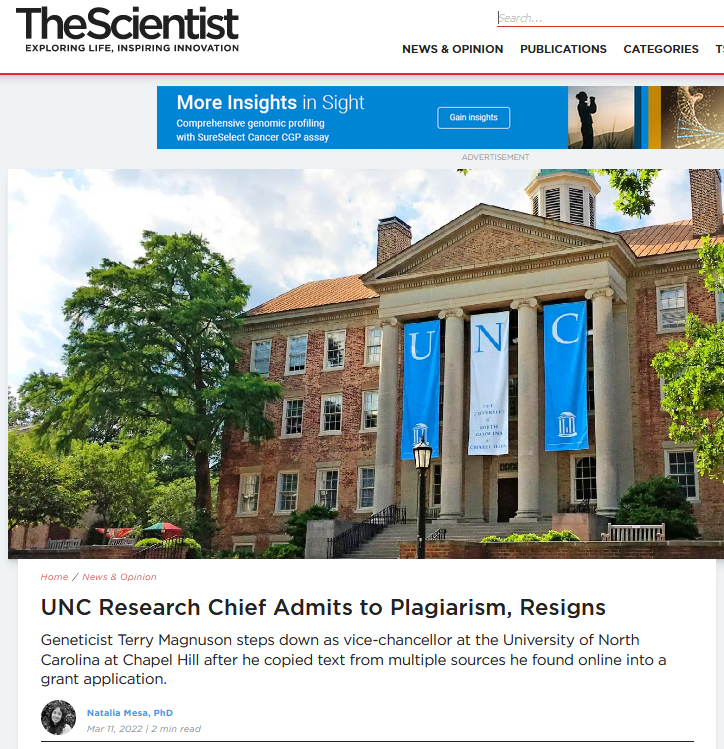 TheScientist
EXPLORING LIFE, INSPIRING INNOVATION
Search...
NEWS & OPINION PUBLICATIONS CATEGORIES
More Insights in Sight
Comprehensive genomic profiling
with SureSelect Cancer CGP assay
Gain insights
ADVERTISEMENT
U N C
THE
UNIVERSITY
of
NORTH
CAROLINA
at
CHAPEL HILL
Home / News & Opinion
UNC Research Chief Admits to Plagiarism, Resigns
Geneticist Terry Magnuson steps down as vice-chancellor at the University of North
Carolina at Chapel Hill after he copied text from multiple sources he found online into a
grant application.
Natalia Mesa, PhD
Mar 11, 2022 | 2 min read